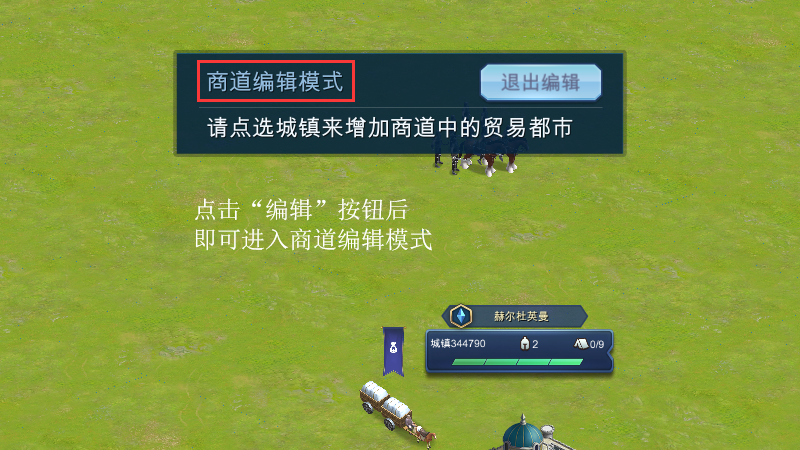 商道编辑模式
退出编辑
请点选城镇来增加商道中的贸易都市
点击“编辑”按钮后
即可进入商道编辑模式
赫尔杜英曼
城镇344790
2
0/9